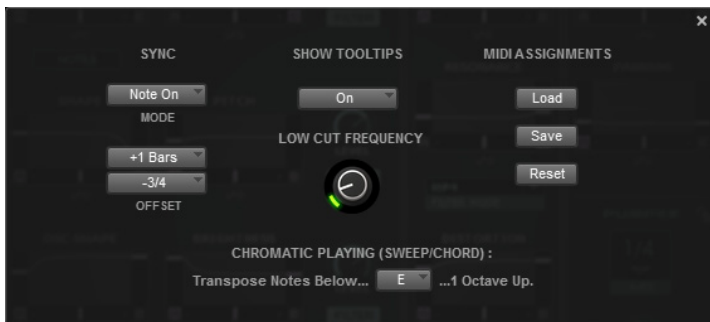 ×
SYNC
Note On
MODE
+1 Bars
-3/4
OFFSET
SHOW TOOLTIPS
On
LOW CUT FREQUENCY
MIDI ASSIGNMENTS
Load
Save
Reset
CHROMATIC PLAYING (SWEEP/CHORD) :
Transpose Notes Below... E ...1 Octave Up.